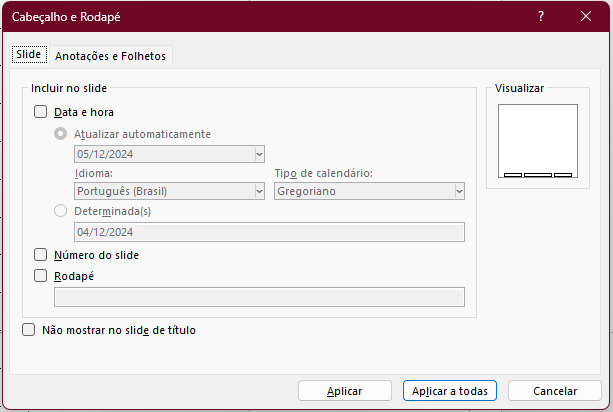 Cabeçalho e Rodapé
?
Slide
Anotações e Folhetos
Incluir no slide
Visualizar
Data e hora
Atualizar automaticamente
05/12/2024
Idioma:
Tipo de calendário:
Português (Brasil)
Gregoriano
Determinada(s)
04/12/2024
Número do slide
Rodapé
Não mostrar no slide de título
Aplicar
Aplicar a todas
Cancelar